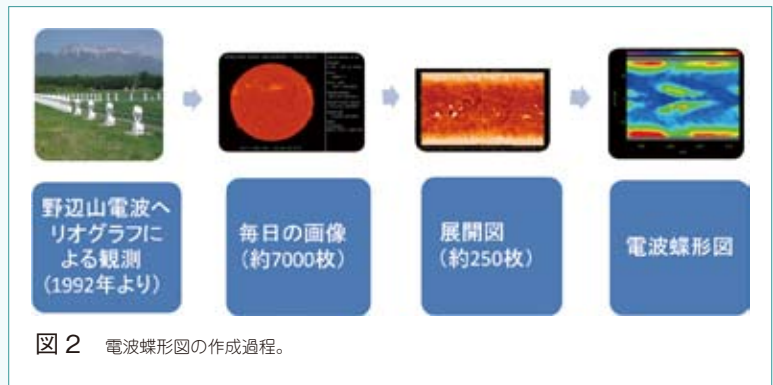 野辺山電波ヘ
リオグラフに
よる観測
(1992年より)
毎日の画像
(約7000枚)
展開図
(約250枚)
電波蝶形図
図2 電波蝶形図の作成過程。